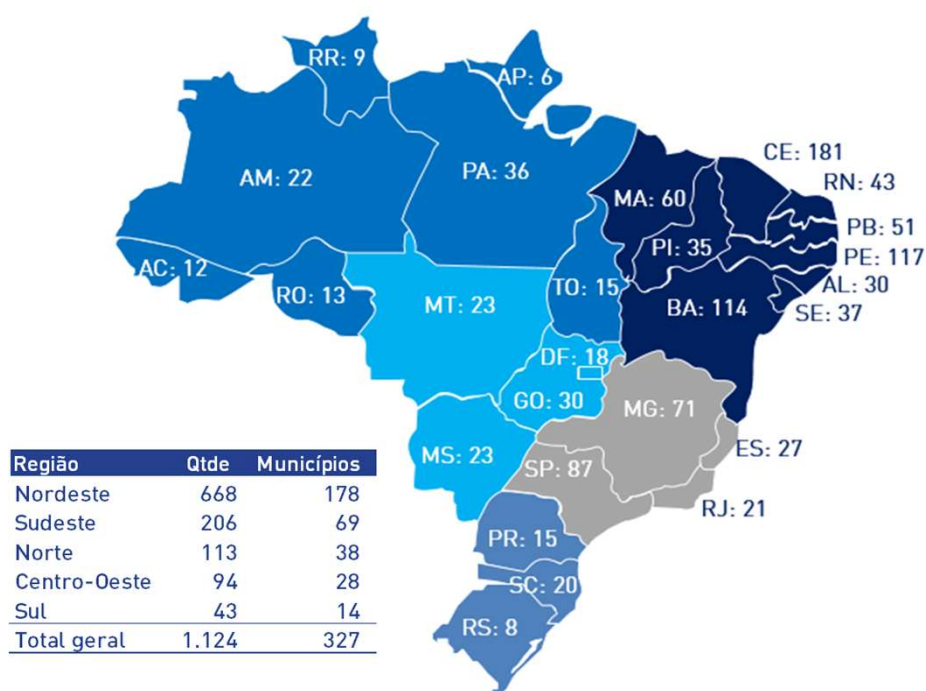 RR: 9
AP: 6
AM: 22
PA: 36
CE: 181
RN: 43
MA: 60
PB: 51
PI: 35
PE: 117
AC: 12
AL: 30
RO: 13
MT: 23
TO: 15
BA: 114
SE: 37
DF: 18
GO: 30
MG: 71
MS: 23
SP: 87
ES: 27
RJ: 21
PR: 15
SC: 20
RS: 8
Região Qtde Municípios
Nordeste 668 178
Sudeste 206 69
Norte 113 38
Centro-Oeste 94 28
Sul 43 14
Total geral 1.124 327